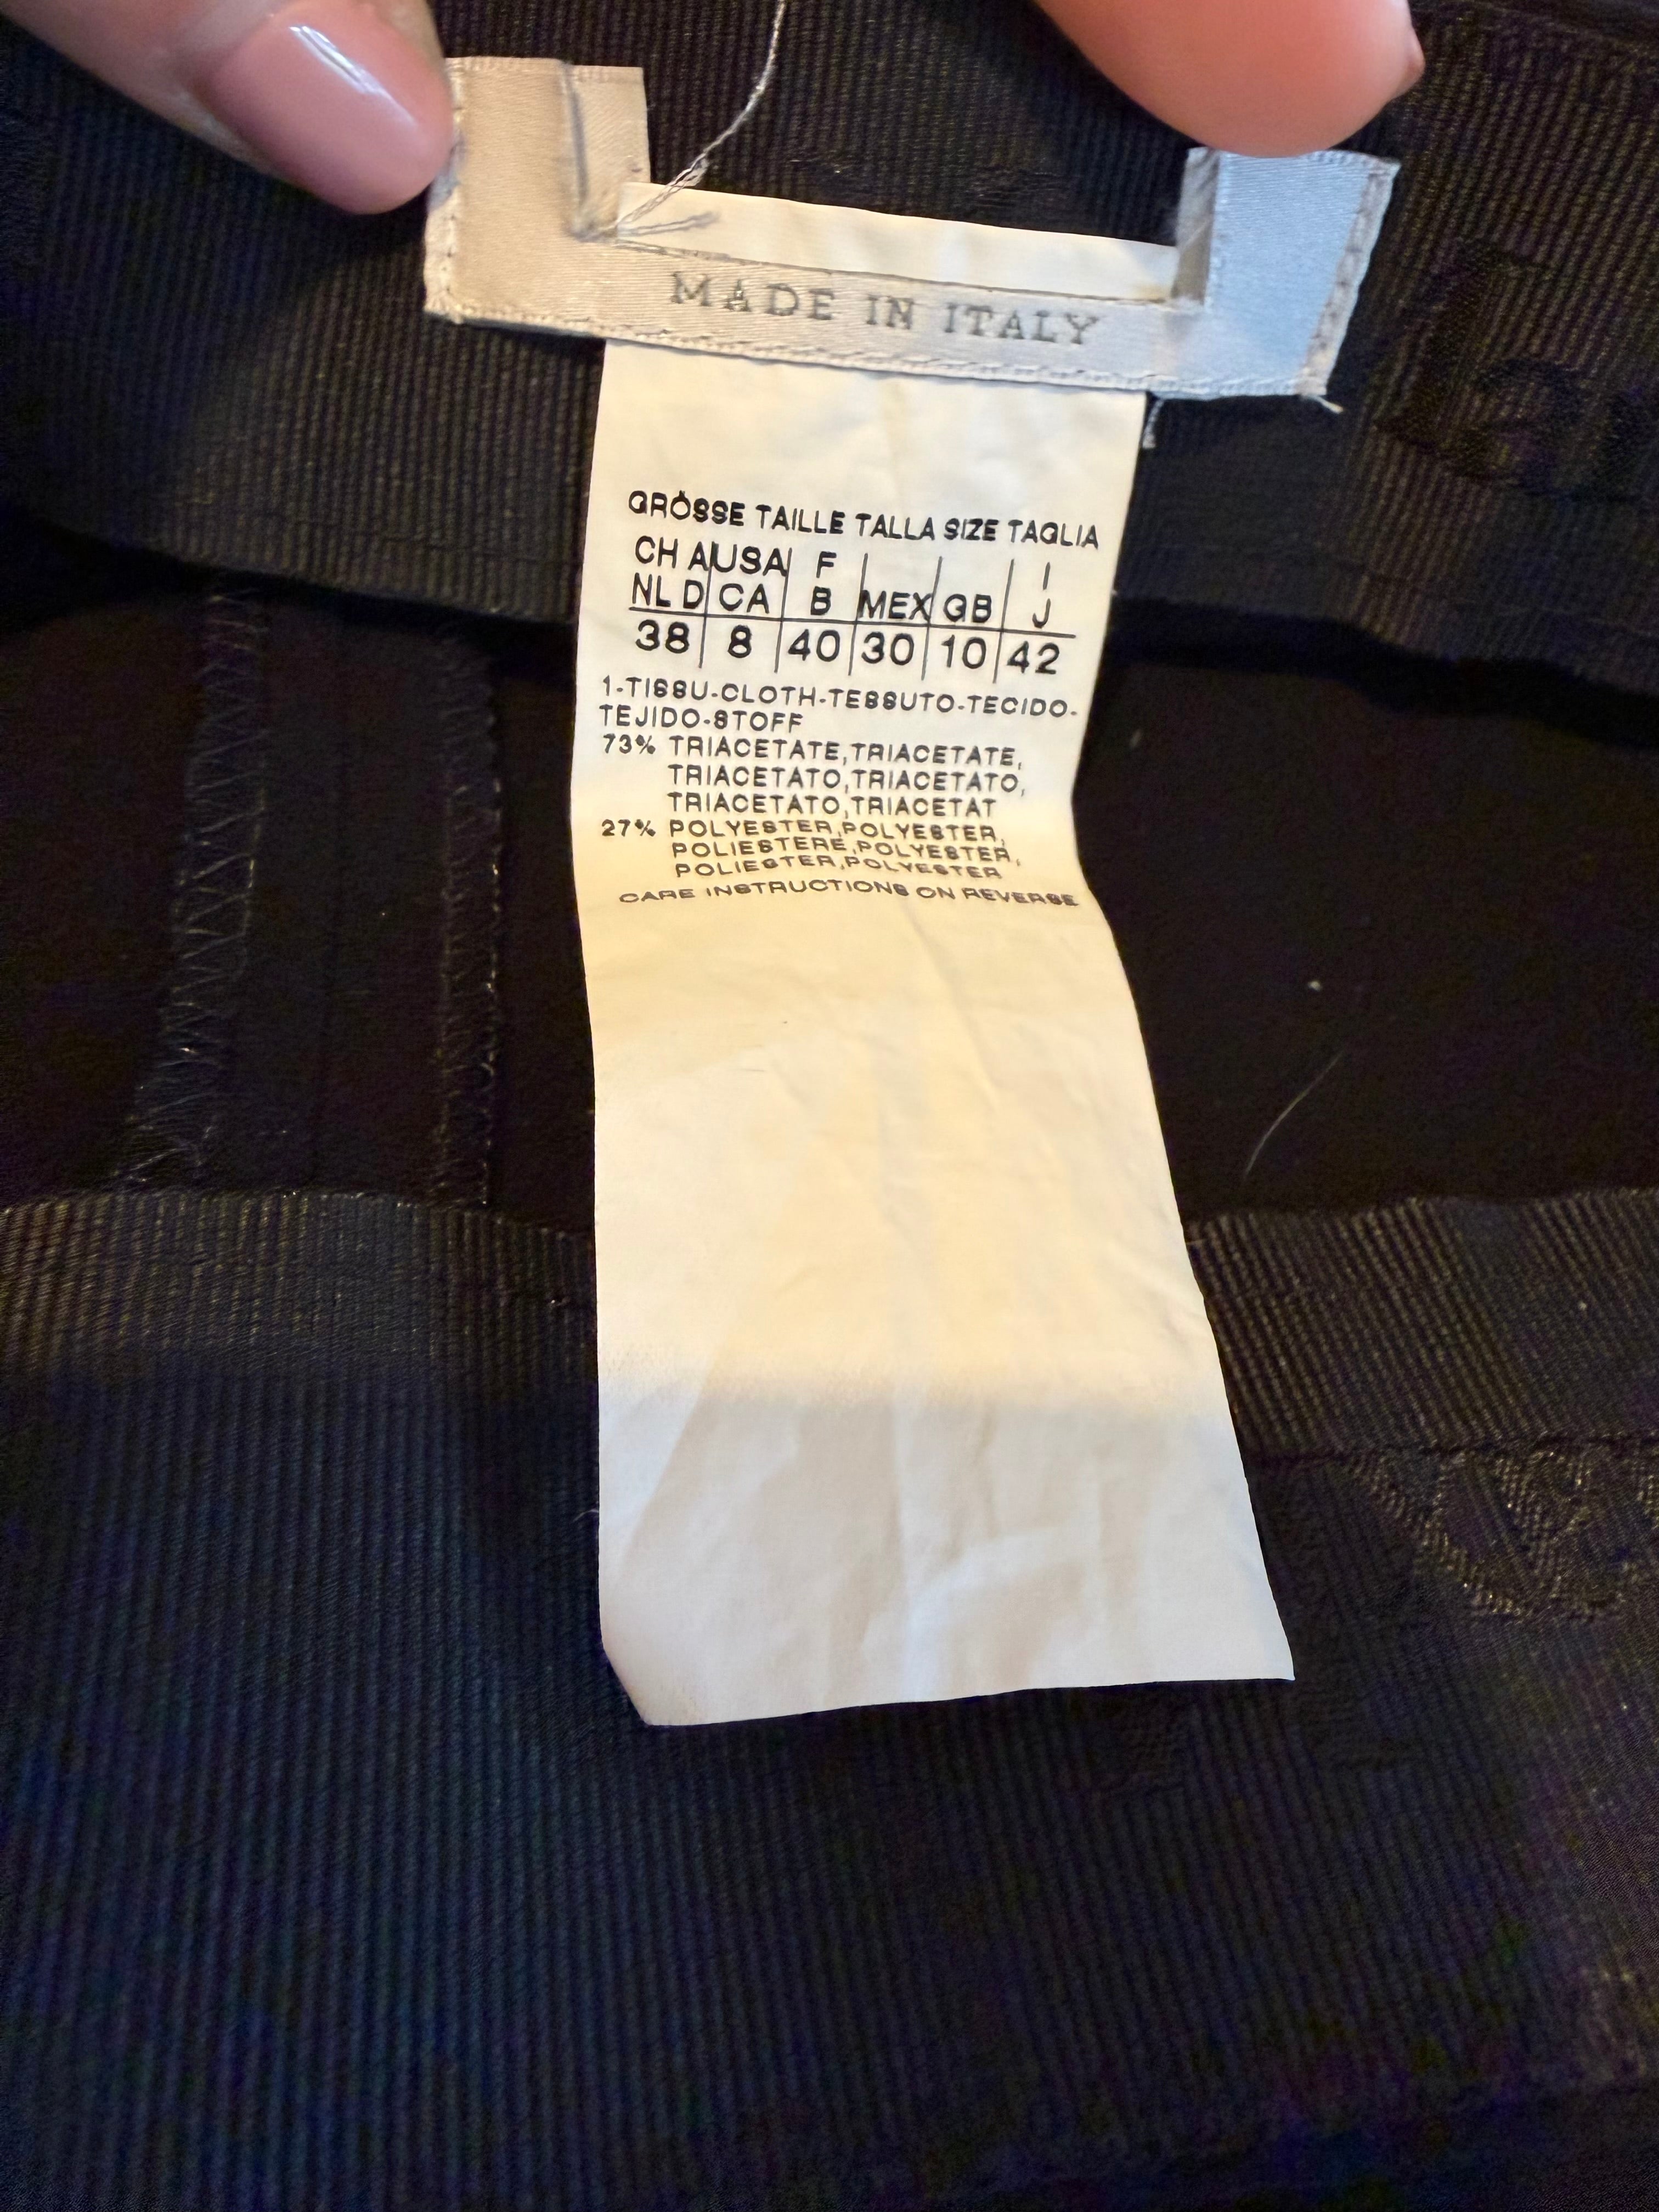 MADE IN ITALY
GRÖSSE TAILLE TALLA SIZE TAGLIA
CH A USA F I
NL D CA B MEX GB J
38 8 40 30 10 42
1-TISSU-CLOTH-TESSUTO-TECIDO-
TEJIDO-STOFF
73% TRIACETATE,TRIACETATE,
TRIACETATO,TRIACETATO,
TRIACETATO,TRIACETAT
27% POLYESTER,POLYESTER,
POLIESTERE,POLYESTER,
POLIESTER,POLYESTER
CARE INSTRUCTIONS ON REVERSE